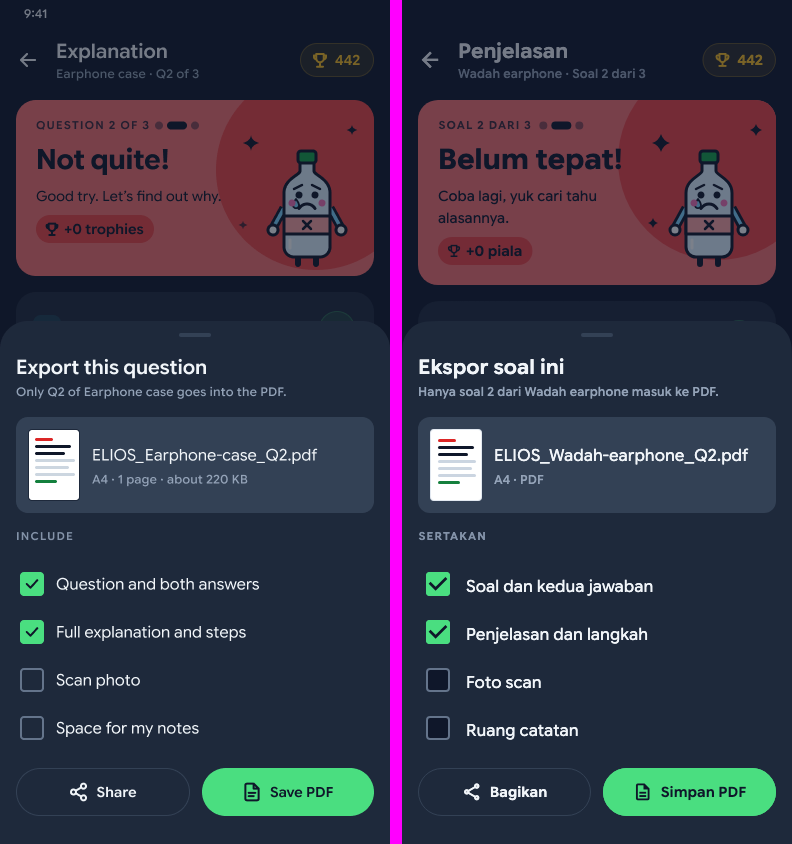 9:41
Explanation
Earphone case · Q2 of 3
442
QUESTION 2 OF 3
Not quite!
Good try. Let's find out why.
+0 trophies
Export this question
Only Q2 of Earphone case goes into the PDF.
ELIOS_Earphone-case_Q2.pdf
A4 · 1 page · about 220 KB
INCLUDE
Question and both answers
Full explanation and steps
Scan photo
Space for my notes
Share
Save PDF
Penjelasan
Wadah earphone · Soal 2 dari 3
442
SOAL 2 DARI 3
Belum tepat!
Coba lagi, yuk cari tahu
alasannya.
+0 piala
Ekspor soal ini
Hanya soal 2 dari Wadah earphone masuk ke PDF.
ELIOS_Wadah-earphone_Q2.pdf
A4 · PDF
SERTAKAN
Soal dan kedua jawaban
Penjelasan dan langkah
Foto scan
Ruang catatan
Bagikan
Simpan PDF